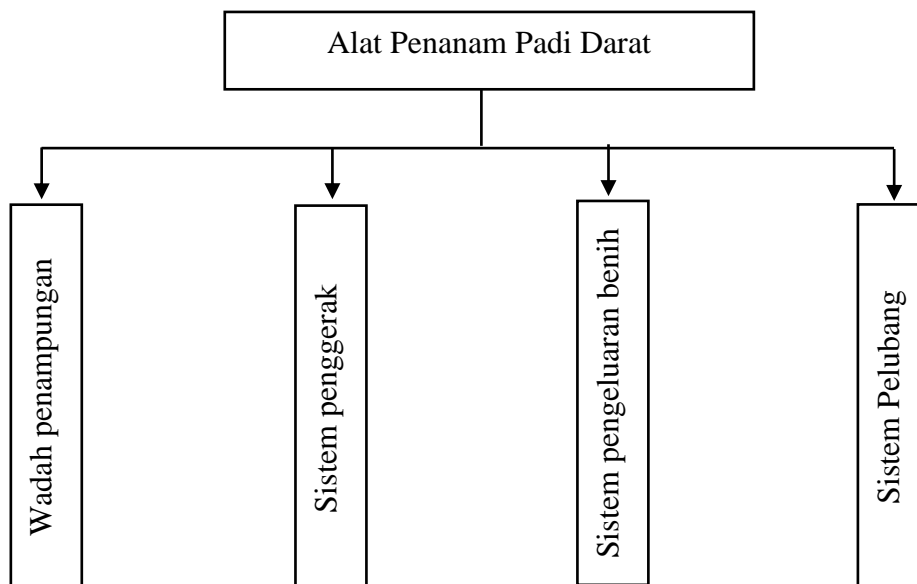 Alat Penanam Padi Darat
Wadah penampungan
Sistem penggerak
Sistem pengeluaran benih
Sistem Pelubang